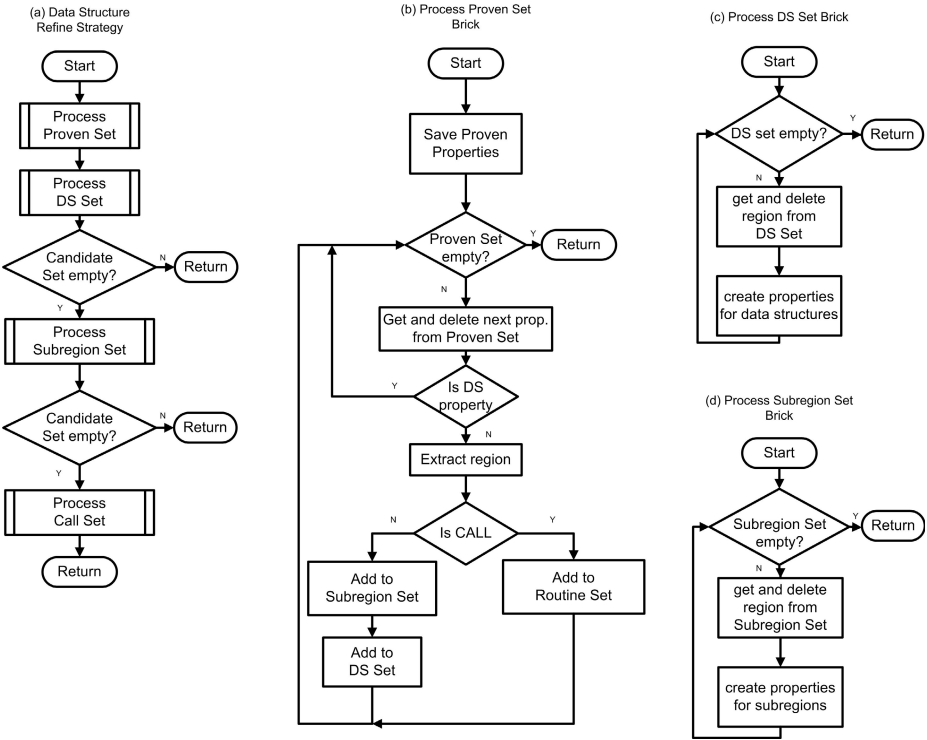 (a) Data Structure
Refine Strategy
Start
Process
Proven Set
Process
DS Set
Candidate
Set empty?
N
Return
Y
Process
Subregion Set
Candidate
Set empty?
N
Return
Y
Process
Call Set
Return
(b) Process Proven Set
Brick
Start
Save Proven
Properties
Proven Set
empty?
Y
Return
N
Get and delete next prop.
from Proven Set
Is DS
property
Y
N
Extract region
Is CALL
N
Y
Add to
Subregion Set
Add to
Routine Set
Add to
DS Set
(c) Process DS Set Brick
Start
DS set empty?
Y
Return
N
get and delete
region from
DS Set
create properties
for data structures
(d) Process Subregion Set
Brick
Start
Subregion Set
empty?
Y
Return
N
get and delete
region from
Subregion Set
create properties
for subregions